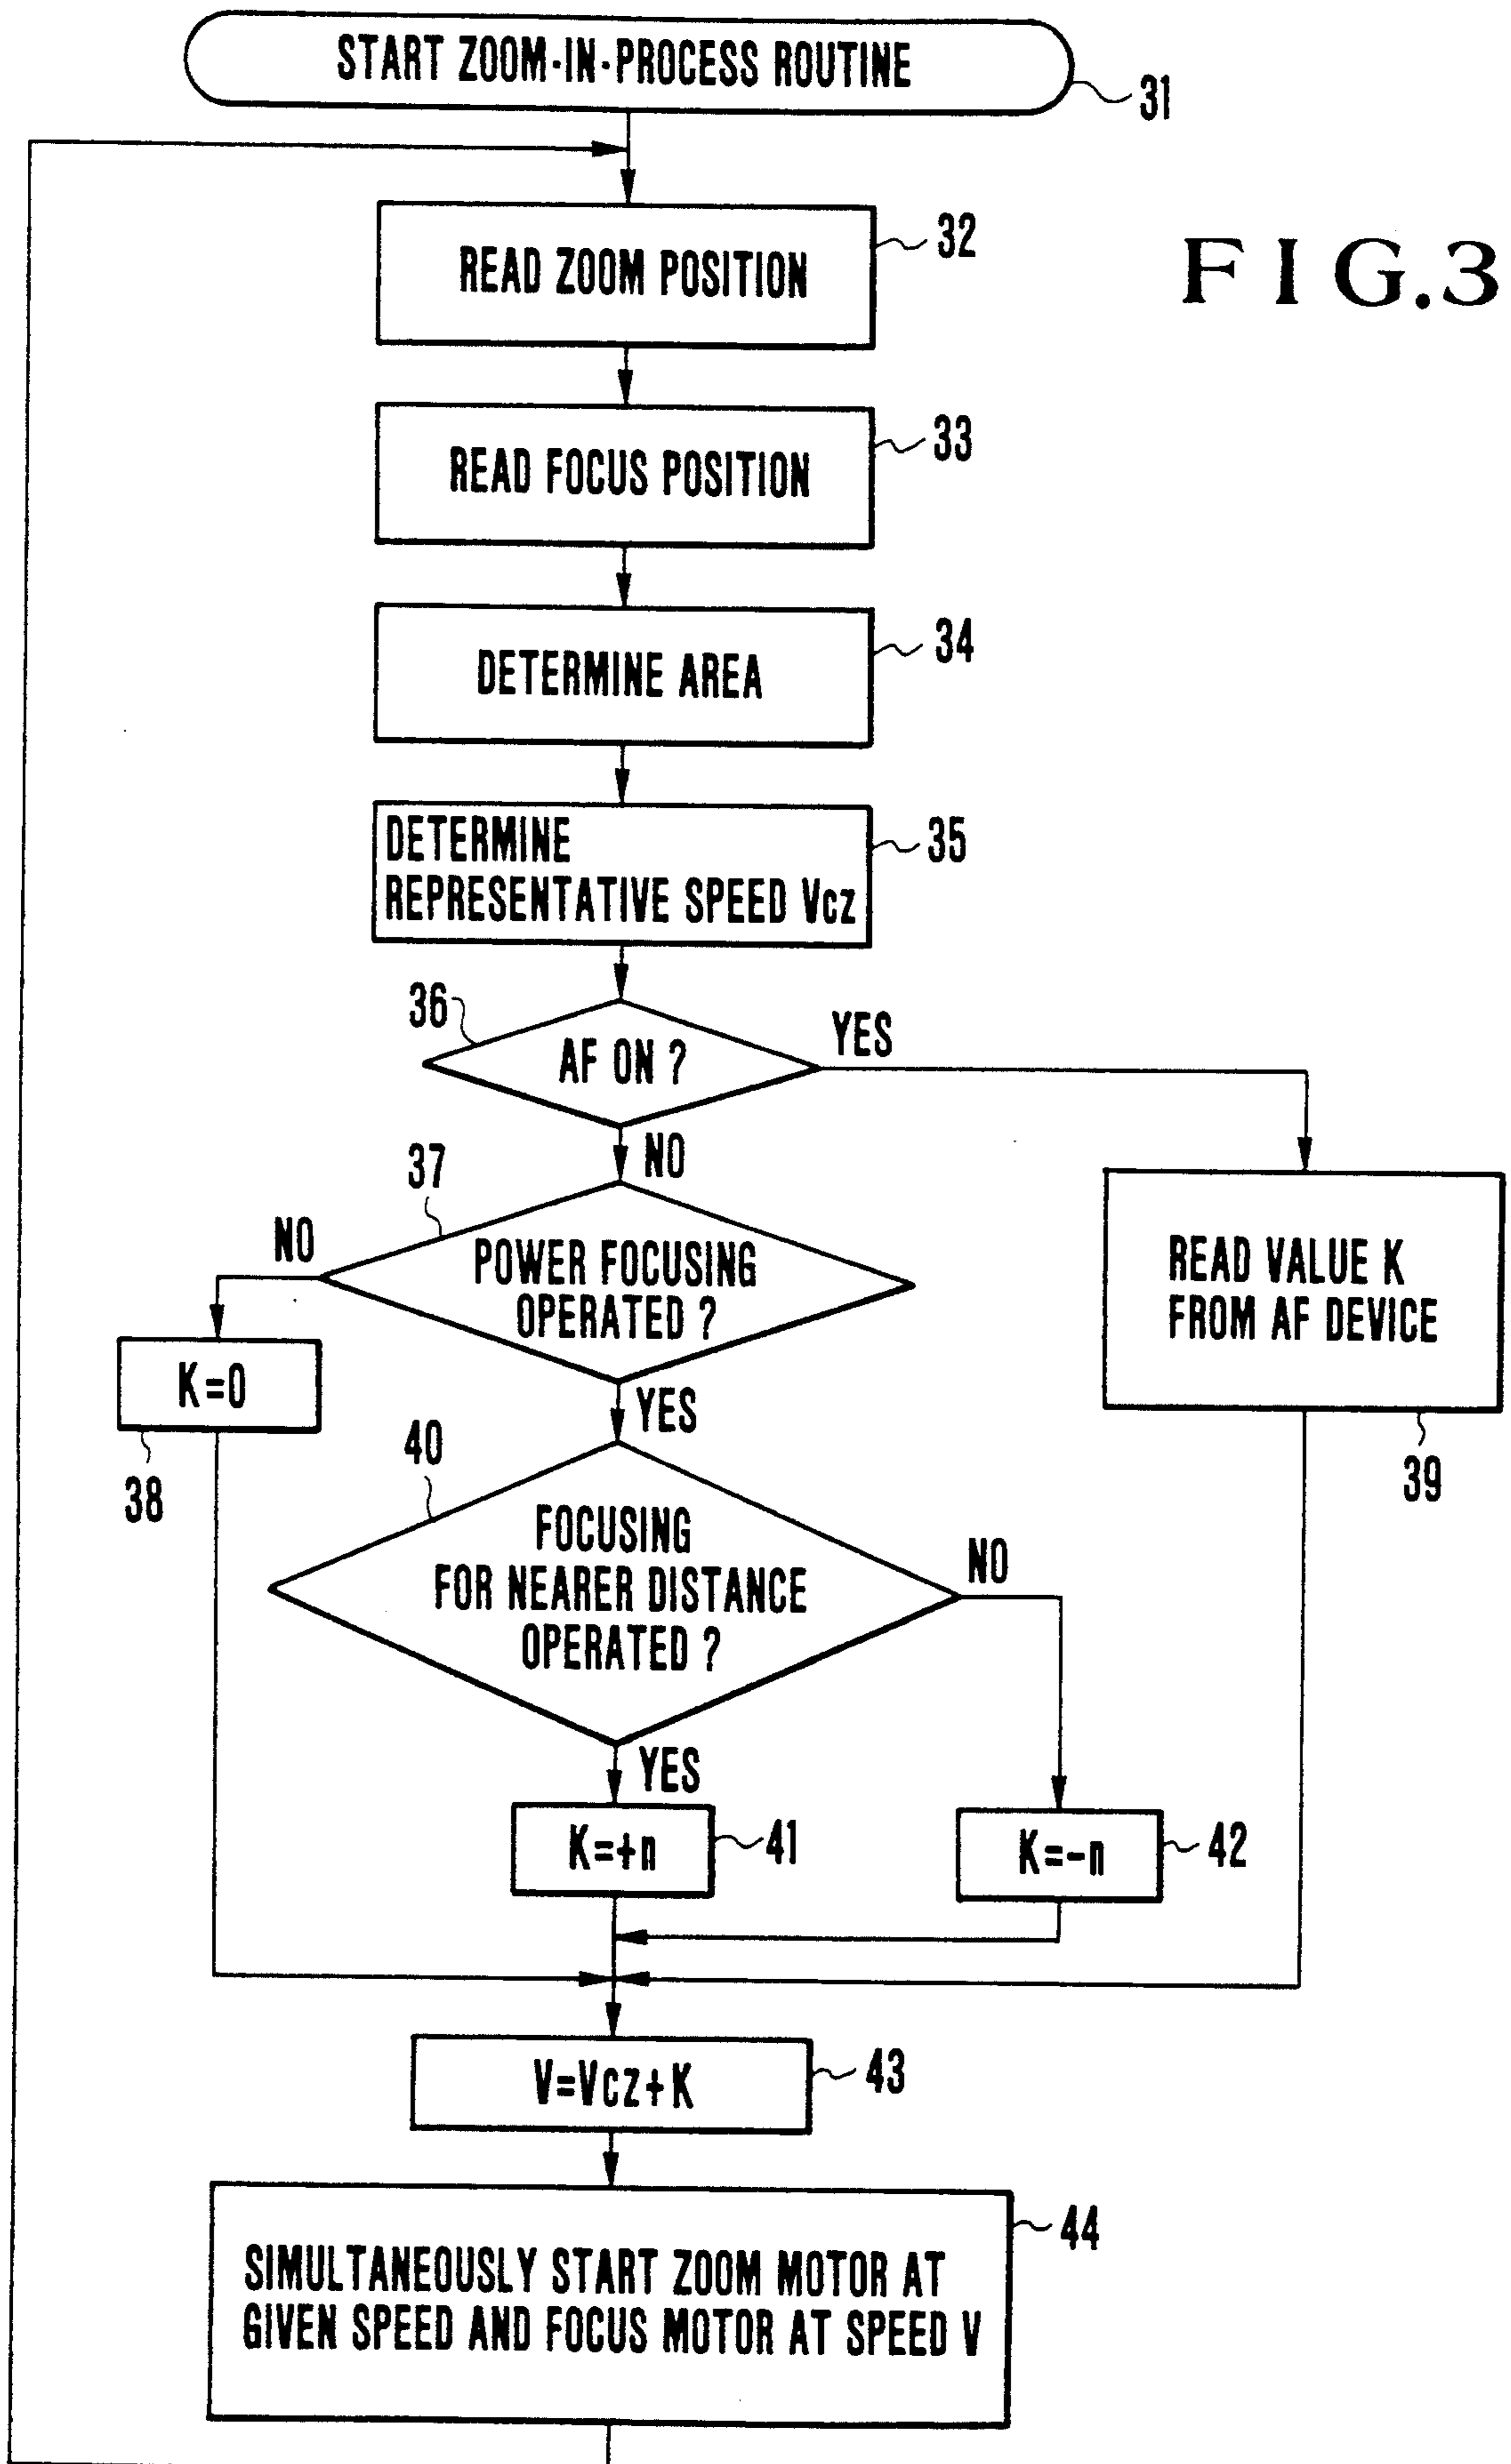 START ZOOM-IN-PROCESS ROUTINE
31
FIG.3
READ ZOOM POSITION
32
READ FOCUS POSITION
33
DETERMINE AREA
34
DETERMINE
REPRESENTATIVE SPEED Vcz
35
36
AF ON ?
YES
NO
37
NO
POWER FOCUSING
OPERATED ?
READ VALUE K
FROM AF DEVICE
39
K=0
38
YES
40
FOCUSING
FOR NEARER DISTANCE
OPERATED ?
NO
YES
K=+n
41
K=-n
42
V=Vcz+K
43
SIMULTANEOUSLY START ZOOM MOTOR AT
GIVEN SPEED AND FOCUS MOTOR AT SPEED V
44